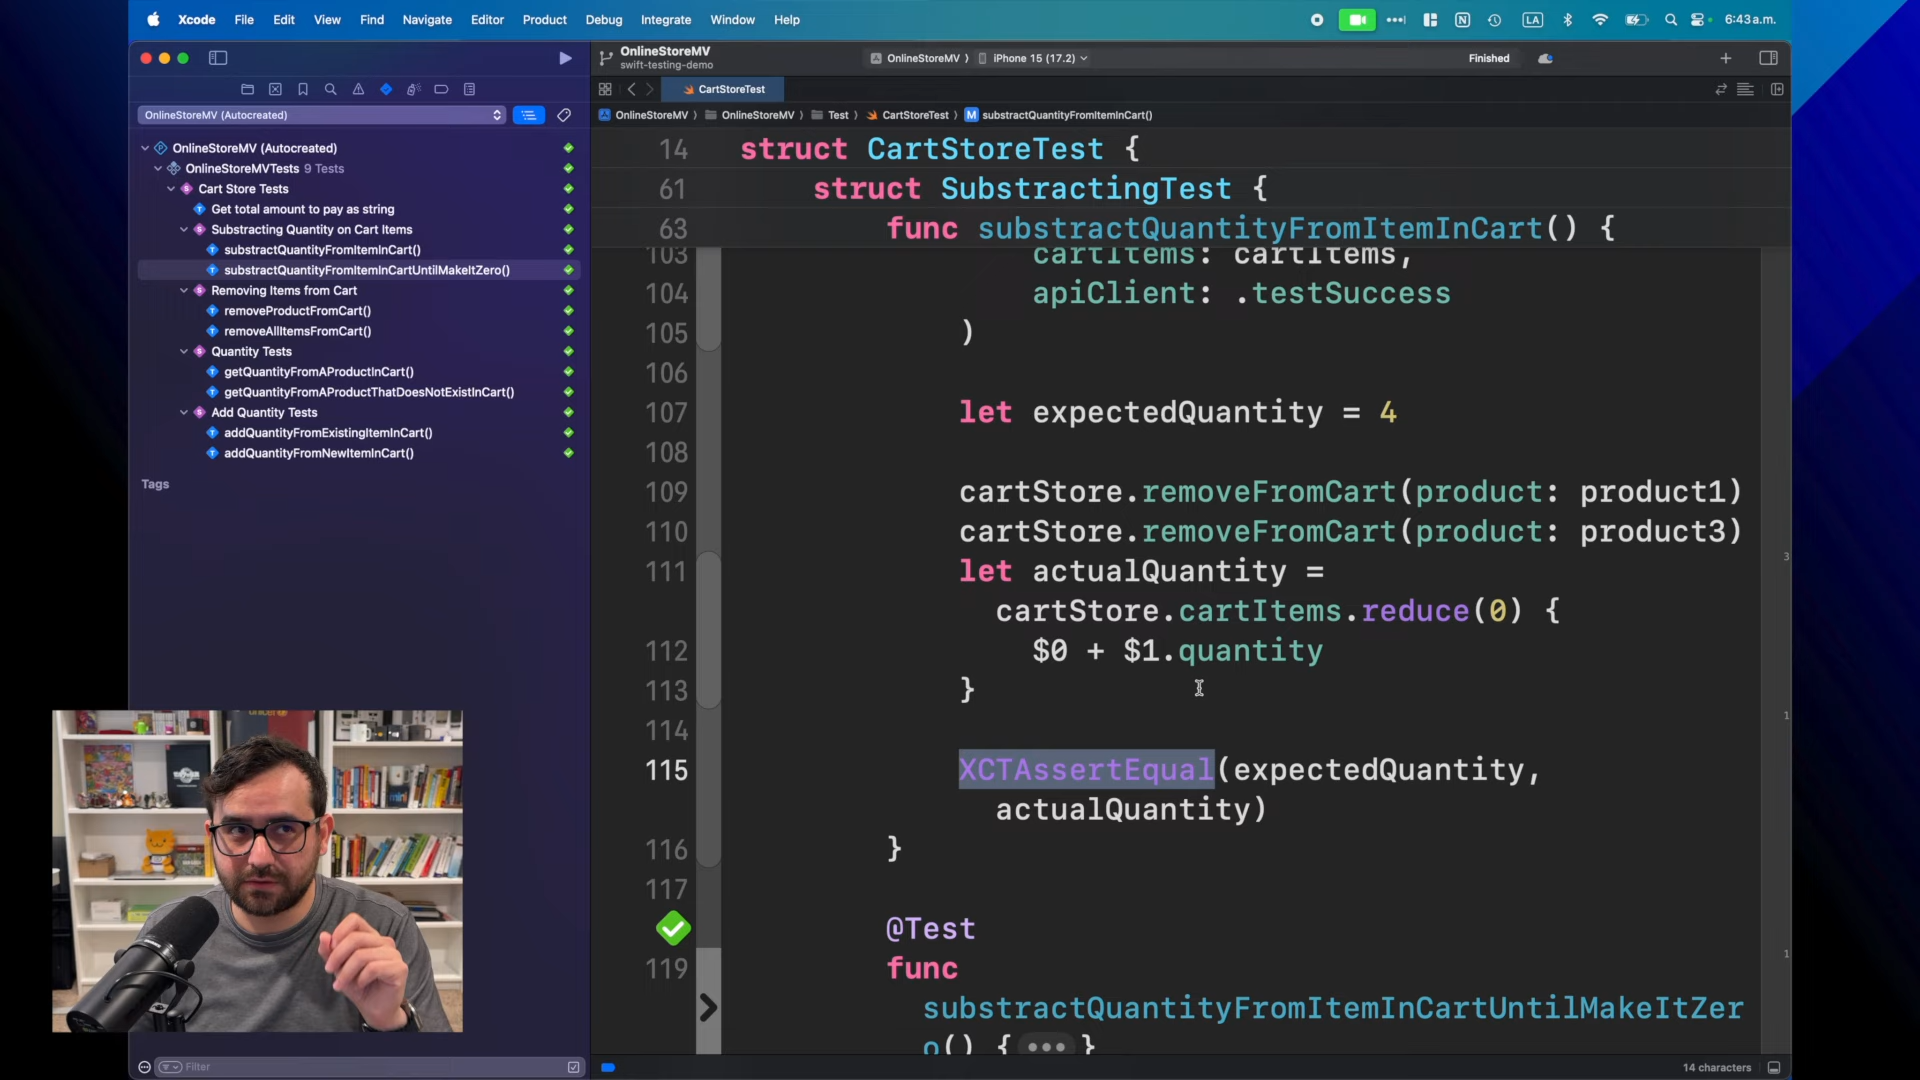 Xcode File Edit View Find Navigate Editor Product Debug Integrate Window Help
LA
6:43 a.m.
OnlineStoreMV
swift-testing-demo
OnlineStoreMV
iPhone 15 (17.2)
Finished
CartStoreTest
OnlineStoreMV (Autocreated)
OnlineStoreMV
OnlineStoreMV
Test
CartStoreTest
M substractQuantityFromItemInCart()
OnlineStoreMV (Autocreated)
OnlineStoreMVTests 9 Tests
Cart Store Tests
Get total amount to pay as string
Substracting Quantity on Cart Items
substractQuantityFromItemInCart()
substractQuantityFromItemInCartUntilMakeItZero()
Removing Items from Cart
removeProductFromCart()
removeAllItemsFromCart()
Quantity Tests
getQuantityFromAProductInCart()
getQuantityFromAProductThatDoesNotExistInCart()
Add Quantity Tests
addQuantityFromExistingItemInCart()
addQuantityFromNewItemInCart()
Tags
Filter
14 struct CartStoreTest {
61 struct SubstractingTest {
63 func substractQuantityFromItemInCart() {
103 cartItems: cartItems,
104 apiClient: .testSuccess
105 )
106
107 let expectedQuantity = 4
108
109 cartStore.removeFromCart(product: product1)
110 cartStore.removeFromCart(product: product3)
111 let actualQuantity =
cartStore.cartItems.reduce(0) {
112 $0 + $1.quantity
113 }
114
115 XCTAssertEqual(expectedQuantity,
actualQuantity)
116 }
117
@Test
119 func
substractQuantityFromItemInCartUntilMakeItZer
o() { ••• }
3
1
1
14 characters